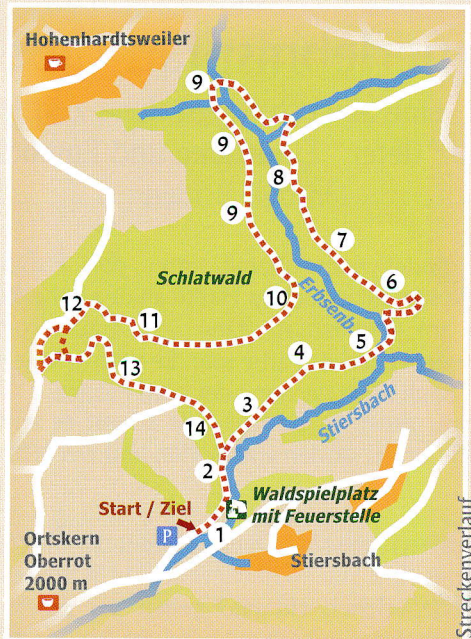 Hohenhardtsweiler
9
9
8
9
7
Schlatwald
6
10
Erbsenb.
12
11
5
4
13
Stiersbach
3
14
2
Waldspielplatz
mit Feuerstelle
Start / Ziel
P
1
Ortskern
Oberrot
2000 m
Stiersbach
Streckenverlauf